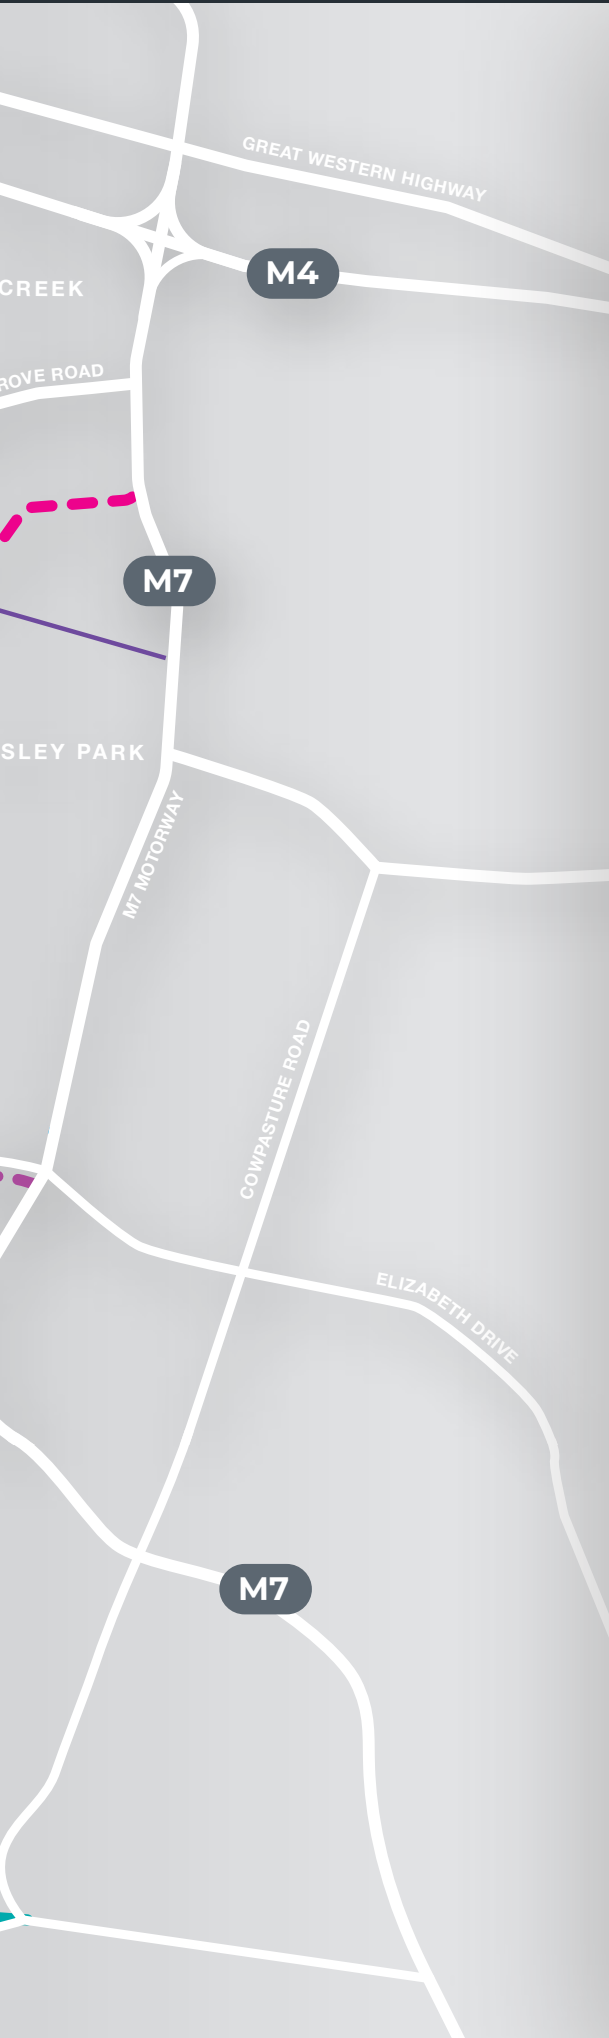 GREAT WESTERN HIGHWAY
M4
CREEK
ROVE ROAD
M7
SLEY PARK
M7 MOTORWAY
COWPASTURE ROAD
ELIZABETH DRIVE
M7